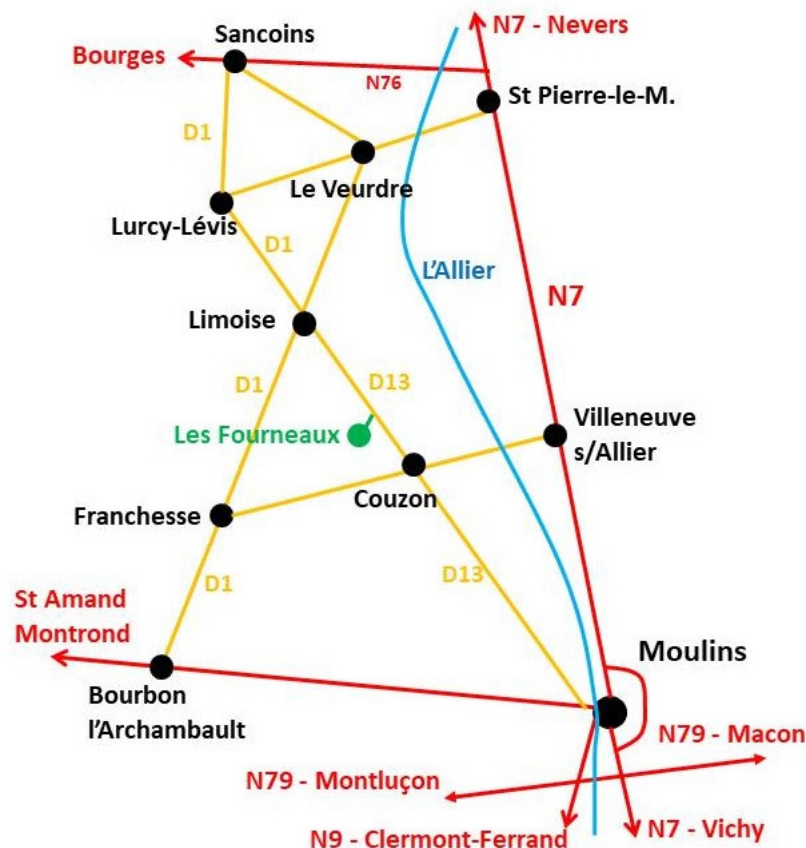 N7 - Nevers
Sancoins
Bourges
N76
St Pierre-le-M.
D1
Le Veurdre
Lurcy-Lévis
D1
L'Allier
N7
Limoise
D1
D13
Les Fourneaux
Villeneuve
s/Allier
Couzon
Franchesse
D1
D13
St Amand
Montrond
Moulins
Bourbon
l'Archambault
N79 - Macon
N79 - Montluçon
N9 - Clermont-Ferrand
N7 - Vichy